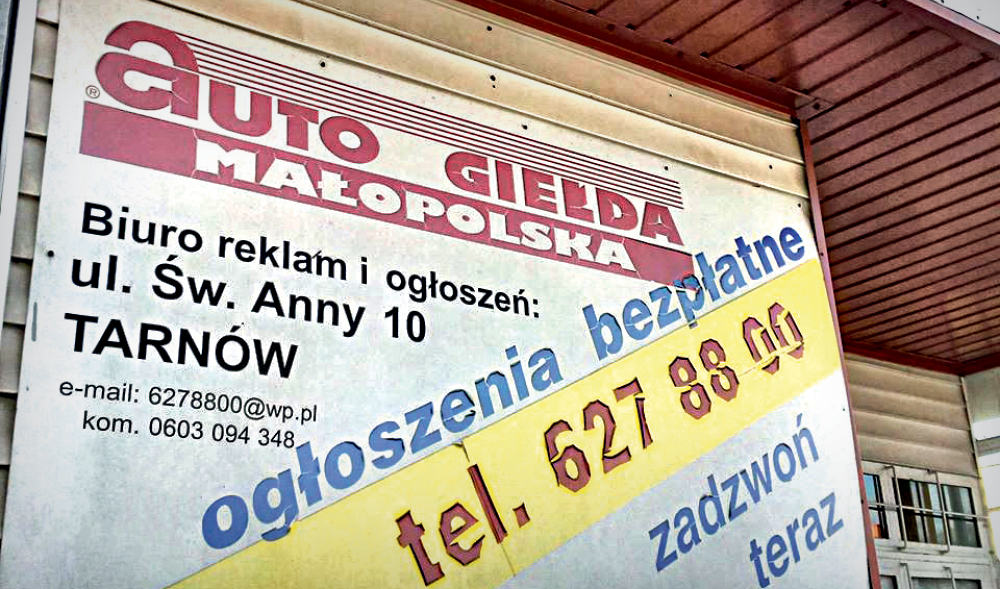 AUTO GIEŁDA
®
MAŁOPOLSKA
Biuro reklam i ogłoszeń:
ul. Św. Anny 10
TARNÓW
e-mail: 6278800@wp.pl
kom. 0603 094 348
ogłoszenia bezpłatne
tel. 627 88 00
zadzwoń
teraz